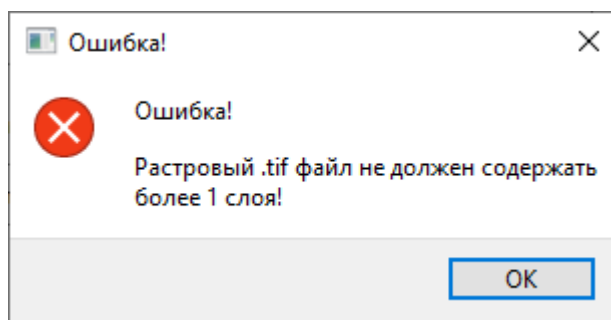 Ошибка!
Ошибка!
Растровый .tif файл не должен содержать
более 1 слоя!
OK